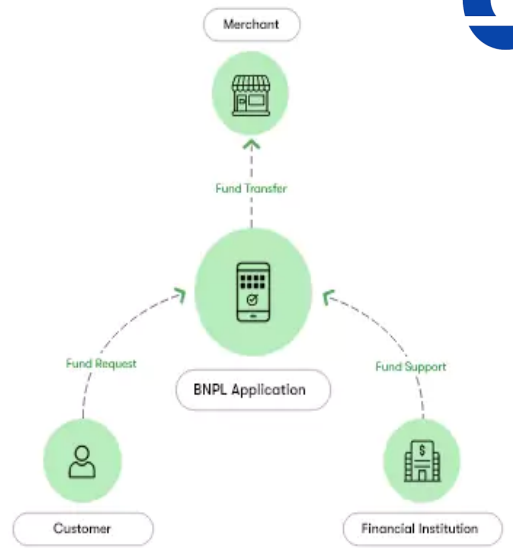 Merchant
Fund Transfer
Fund Request
Fund Support
BNPL Application
$
Customer
Financial Institution